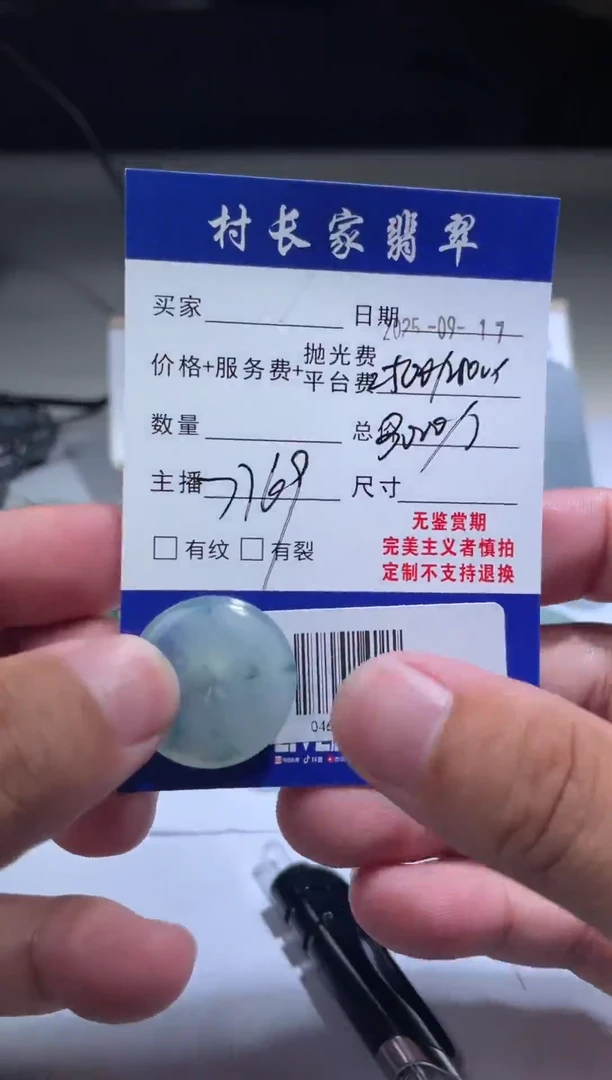 村长家翡翠
买家 日期 2025-09-17
价格+服务费+抛光费
平台费
数量 总
主播 7769 尺寸
无鉴赏期
□有纹 □有裂 完美主义者慎拍
定制不支持退换